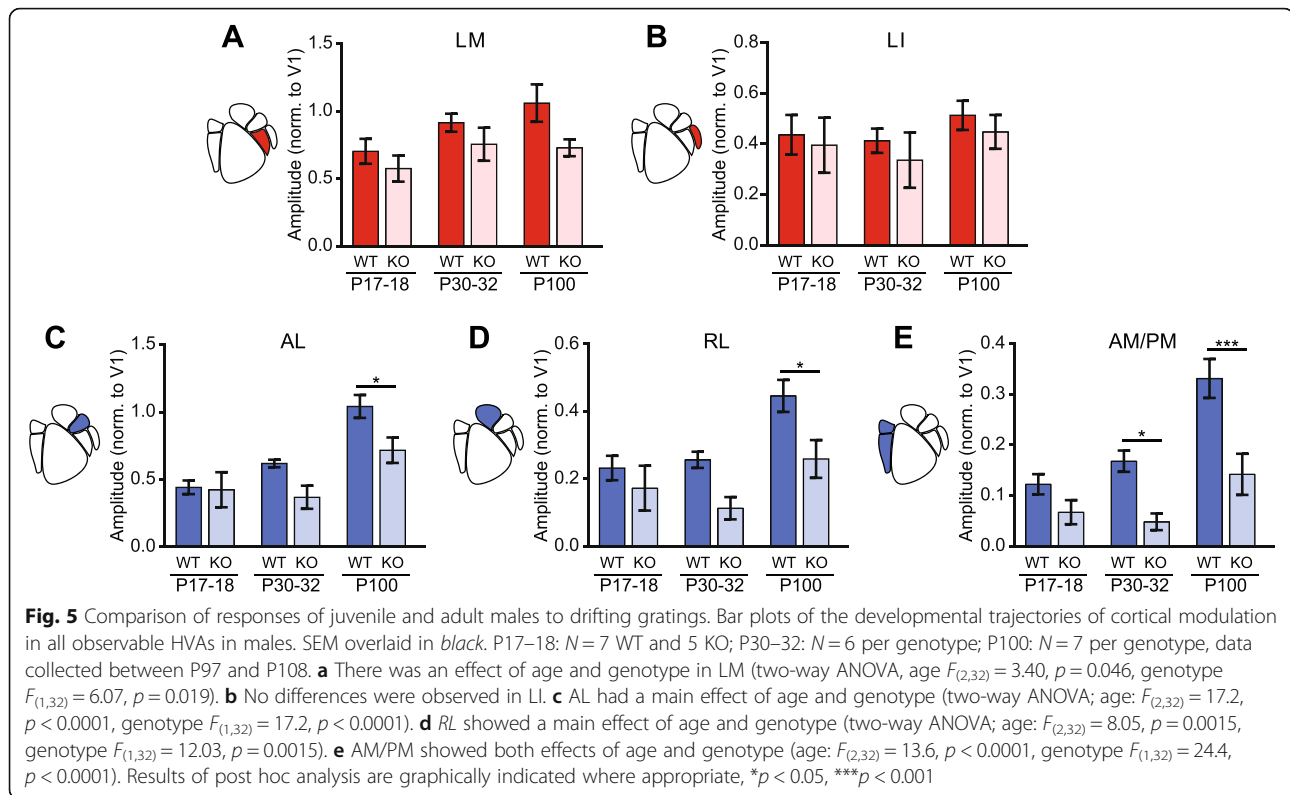 A
LM
Amplitude (norm. to V1)
1.5
1.0
0.5
0.0
WT KO WT KO WT KO
P17-18 P30-32 P100
B
LI
Amplitude (norm. to V1)
0.8
0.6
0.4
0.2
0.0
WT KO WT KO WT KO
P17-18 P30-32 P100
C
AL
Amplitude (norm. to V1)
1.5
1.0
0.5
0.0
*
WT KO WT KO WT KO
P17-18 P30-32 P100
D
RL
Amplitude (norm. to V1)
0.6
0.4
0.2
0.0
*
WT KO WT KO WT KO
P17-18 P30-32 P100
E
AM/PM
Amplitude (norm. to V1)
0.4
0.3
0.2
0.1
0.0
*
***
WT KO WT KO WT KO
P17-18 P30-32 P100
Fig. 5 Comparison of responses of juvenile and adult males to drifting gratings. Bar plots of the developmental trajectories of cortical modulation
in all observable HVAs in males. SEM overlaid in black. P17–18: N = 7 WT and 5 KO; P30–32: N = 6 per genotype; P100: N = 7 per genotype, data
collected between P97 and P108. a There was an effect of age and genotype in LM (two-way ANOVA, age F(2,32) = 3.40, p = 0.046, genotype
F(1,32) = 6.07, p = 0.019). b No differences were observed in LI. c AL had a main effect of age and genotype (two-way ANOVA; age: F(2,32) = 17.2,
p < 0.0001, genotype F(1,32) = 17.2, p < 0.0001). d RL showed a main effect of age and genotype (two-way ANOVA; age: F(2,32) = 8.05, p = 0.0015,
genotype F(1,32) = 12.03, p = 0.0015). e AM/PM showed both effects of age and genotype (age: F(2,32) = 13.6, p < 0.0001, genotype F(1,32) = 24.4,
p < 0.0001). Results of post hoc analysis are graphically indicated where appropriate, *p < 0.05, ***p < 0.001